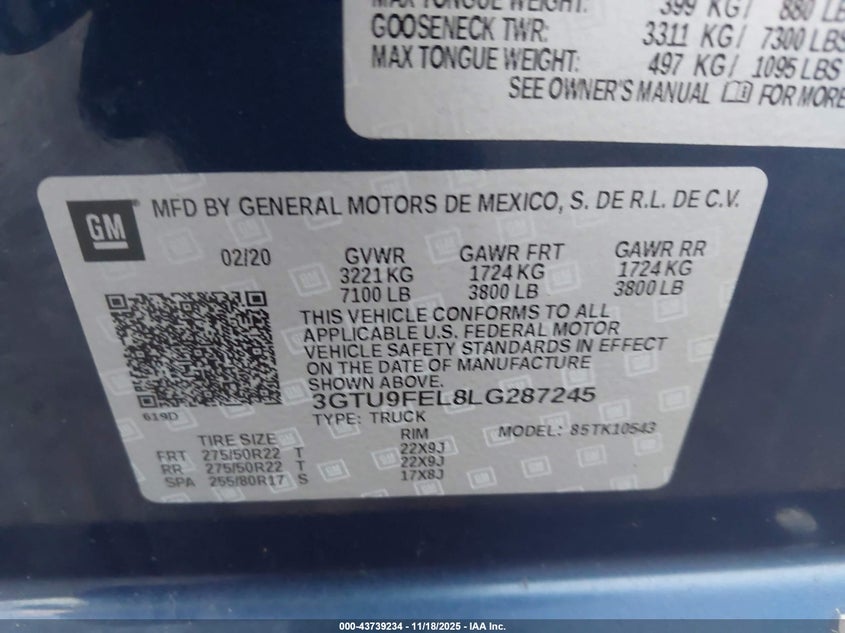 MAX TONGUE WEIGHT: 399 KG/ 880 LB
GOOSENECK TWR: 3311 KG/ 7300 LBS
MAX TONGUE WEIGHT: 497 KG/ 1095 LBS
SEE OWNER'S MANUAL FOR MORE
GM
MFD BY GENERAL MOTORS DE MEXICO, S. DE R.L. DE C.V.
02/20 GVWR GAWR FRT GAWR RR
3221 KG 1724 KG 1724 KG
7100 LB 3800 LB 3800 LB
THIS VEHICLE CONFORMS TO ALL
APPLICABLE U.S. FEDERAL MOTOR
VEHICLE SAFETY STANDARDS IN EFFECT
ON THE DATE OF MANUFACTURE
SHOWN ABOVE.
3GTU9FEL8LG287245
619D
TYPE: TRUCK
MODEL: 85TK10543
TIRE SIZE RIM
FRT 275/50R22 T 22X9J
RR 275/50R22 T 22X9J
SPA 255/80R17 S 17X8J
000-43739234 - 11/18/2025 - IAA Inc.